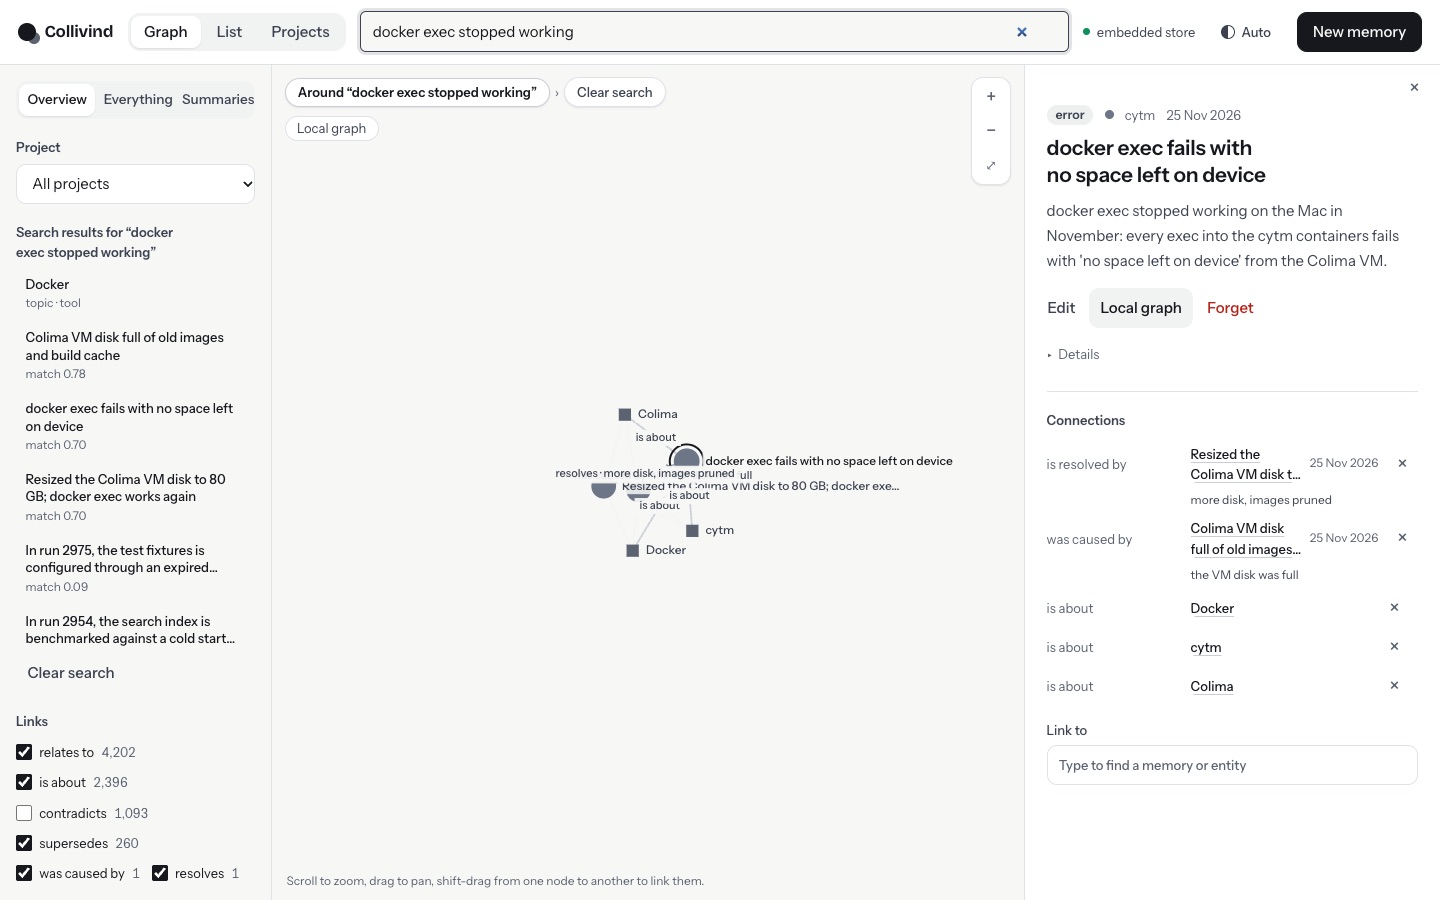 Collivind
Graph List Projects
docker exec stopped working
embedded store
Auto
New memory
Overview Everything Summaries
Project
All projects
Search results for “docker
exec stopped working”
Docker
topic · tool
Colima VM disk full of old images
and build cache
match 0.78
docker exec fails with no space left
on device
match 0.70
Resized the Colima VM disk to 80
GB; docker exec works again
match 0.70
In run 2975, the test fixtures is
configured through an expired…
match 0.09
In run 2954, the search index is
benchmarked against a cold start…
Clear search
Links
relates to 4,202
is about 2,396
contradicts 1,093
supersedes 260
was caused by 1 resolves 1
Around “docker exec stopped working” › Clear search
Local graph
Colima
is about
docker exec fails with no space left on device
resolves · more disk, images pruned
Resized the Colima VM disk to 80 GB; docker exe…
is about
is about
cytm
Docker
Scroll to zoom, drag to pan, shift-drag from one node to another to link them.
error cytm 25 Nov 2026
docker exec fails with
no space left on device
docker exec stopped working on the Mac in
November: every exec into the cytm containers fails
with 'no space left on device' from the Colima VM.
Edit Local graph Forget
Details
Connections
is resolved by
Resized the
Colima VM disk t…
25 Nov 2026
more disk, images pruned
was caused by
Colima VM disk
full of old images…
25 Nov 2026
the VM disk was full
is about Docker
is about cytm
is about Colima
Link to
Type to find a memory or entity